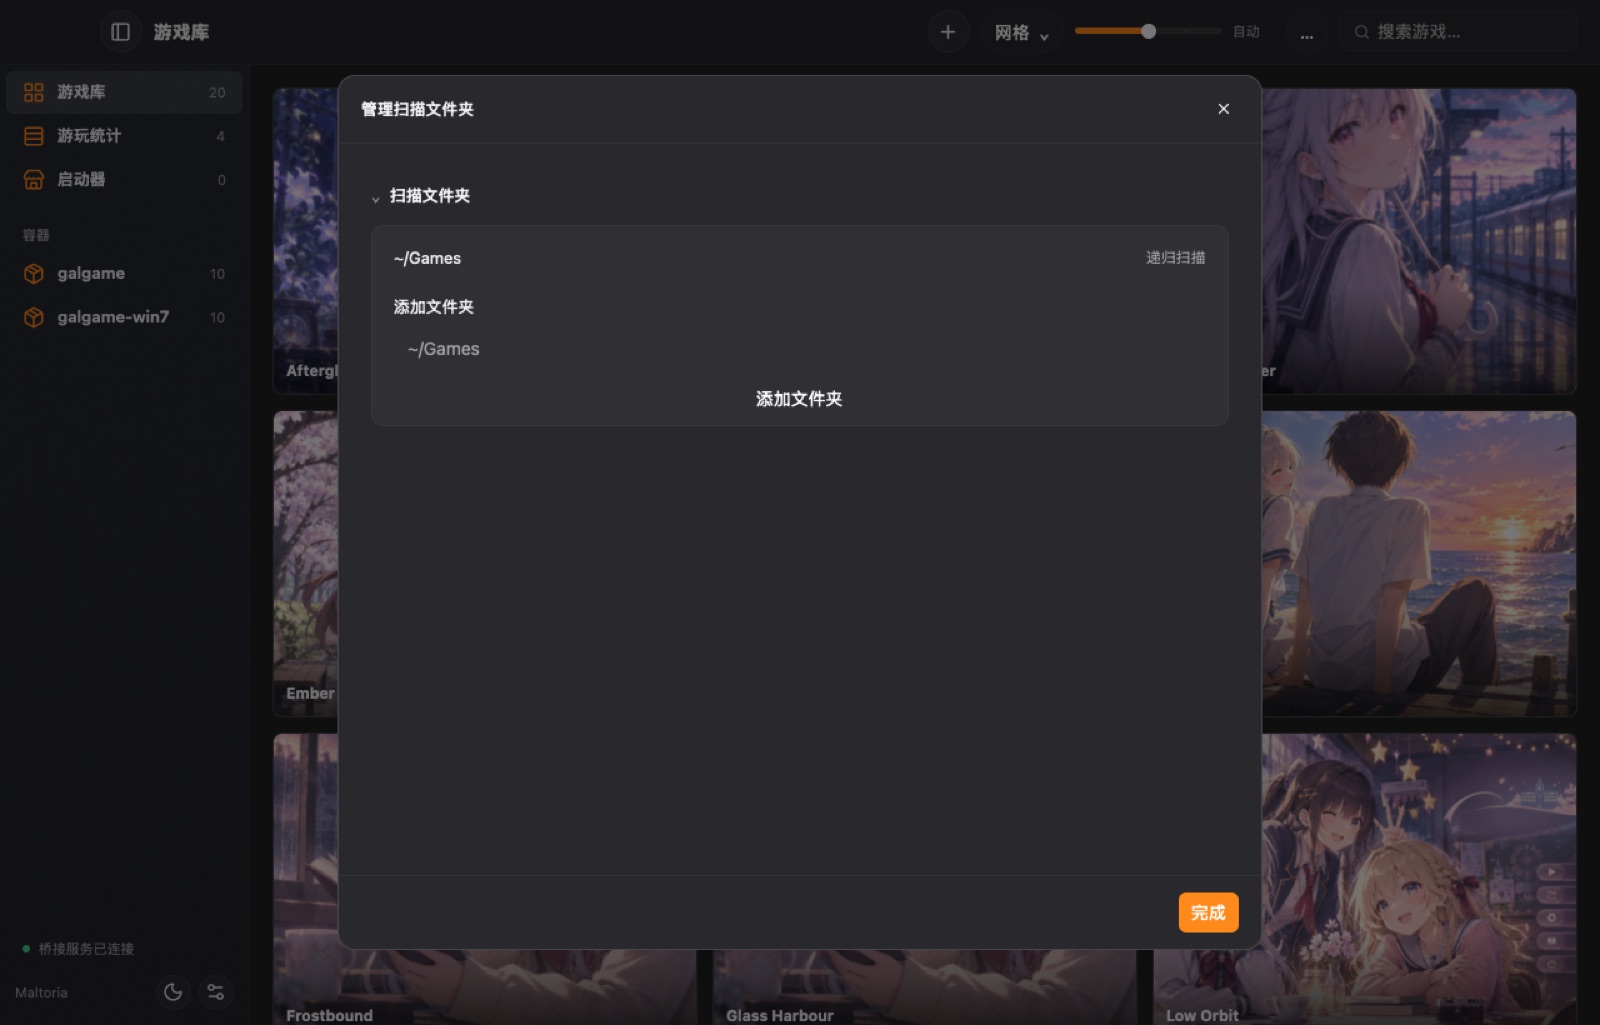 游戏库
网格
自动
...
搜索游戏...
游戏库 20
游玩统计 4
启动器 0
容器
galgame 10
galgame-win7 10
桥接服务已连接
Maltoria
管理扫描文件夹
扫描文件夹
~/Games 递归扫描
添加文件夹
~/Games
添加文件夹
完成
Aftergl
er
Ember
Frostbound
Glass Harbour
Low Orbit